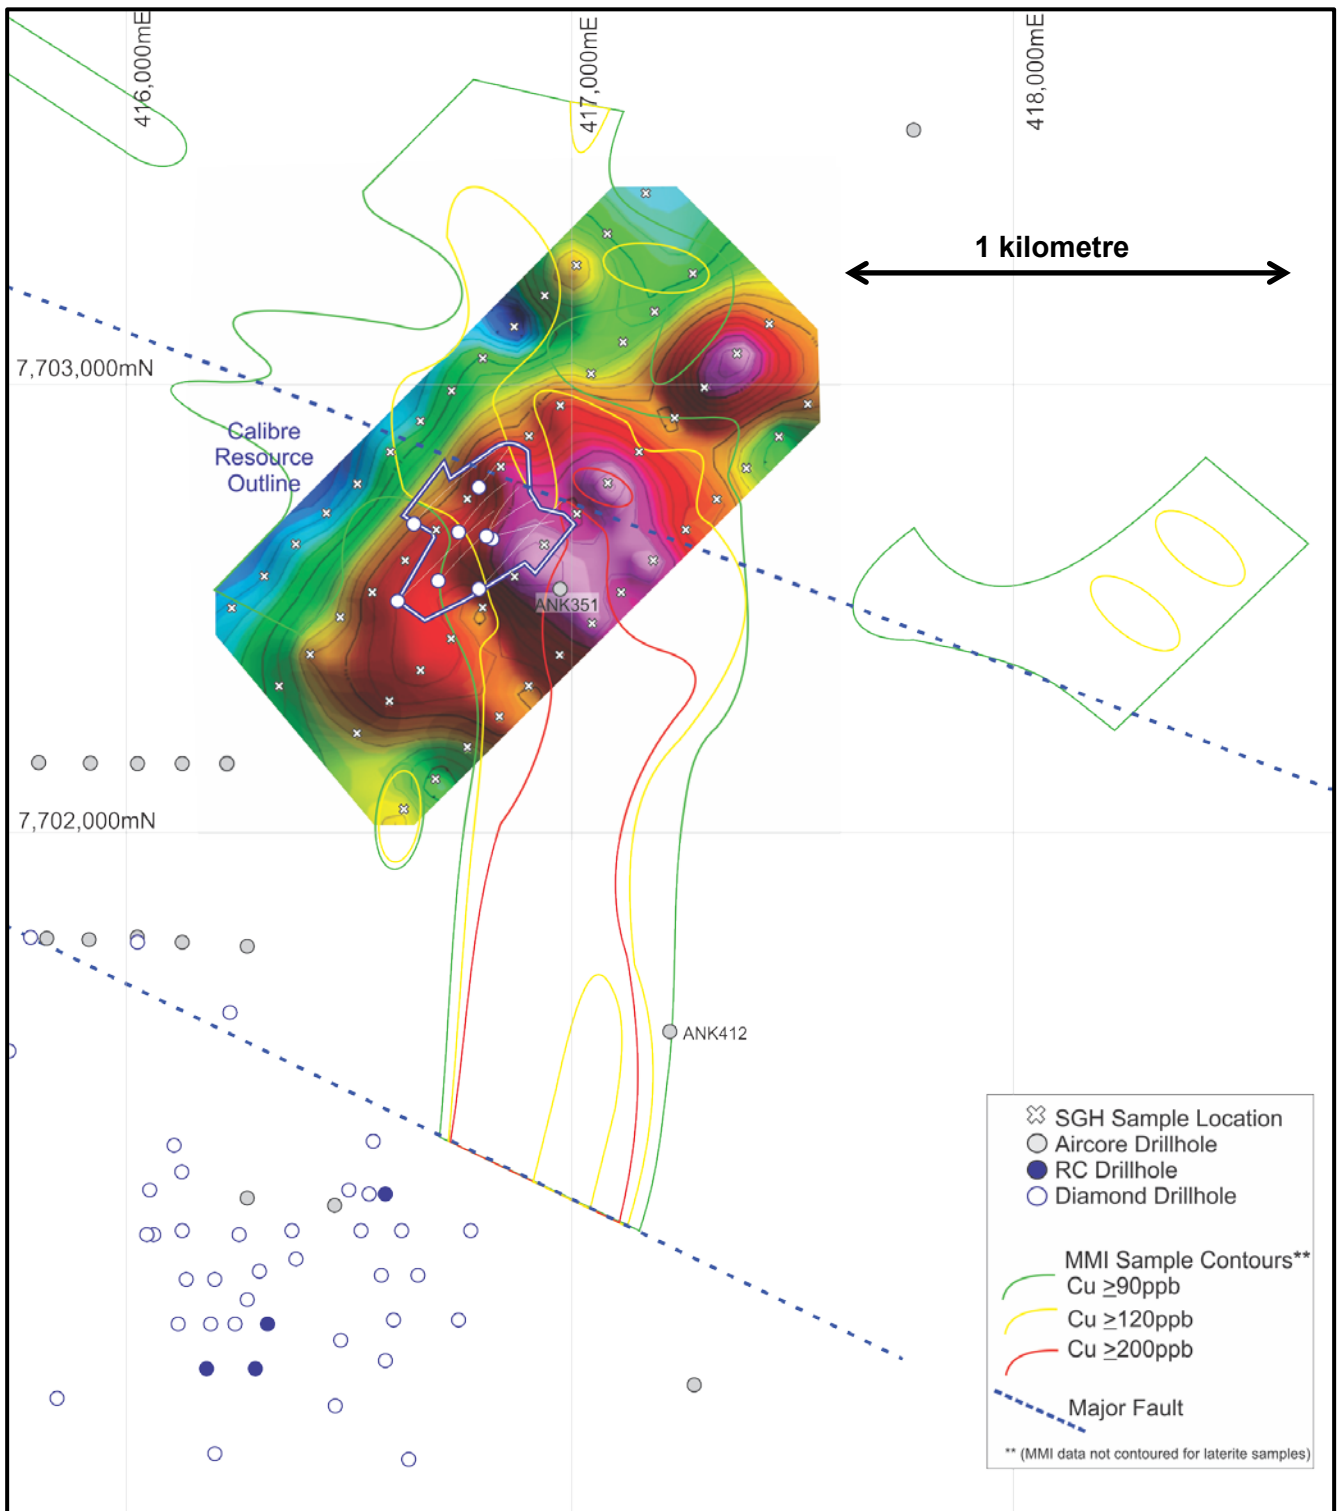 416,000mE
417,000mE
418,000mE
1 kilometre
7,703,000mN
Calibre
Resource
Outline
ANK351
7,702,000mN
ANK412
SGH Sample Location
Aircore Drillhole
RC Drillhole
Diamond Drillhole
MMI Sample Contours**
Cu ≥90ppb
Cu ≥120ppb
Cu ≥200ppb
Major Fault
** (MMI data not contoured for laterite samples)